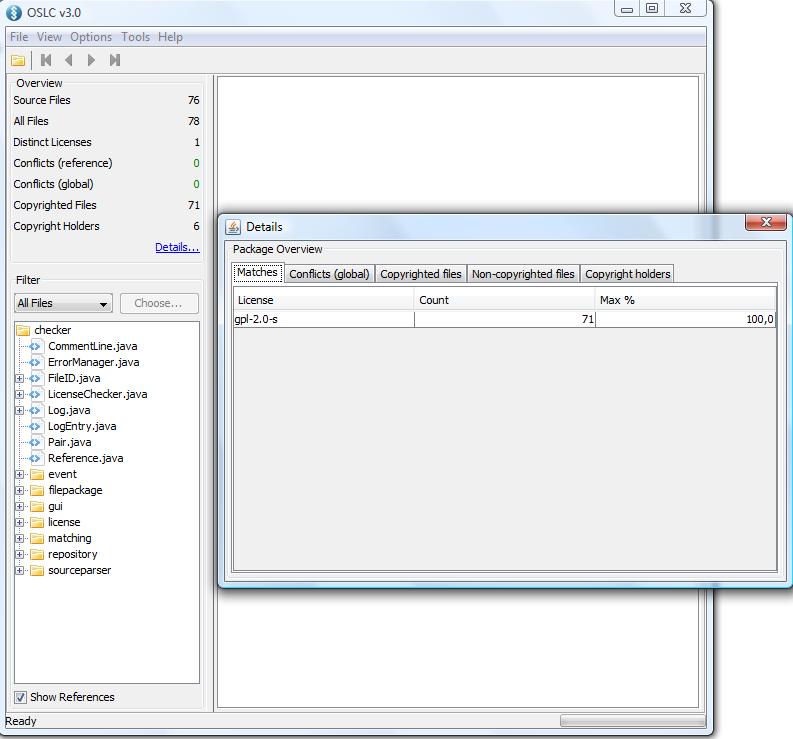 OSLC v3.0
File View Options Tools Help
Overview
Source Files 76
All Files 78
Distinct Licenses 1
Conflicts (reference) 0
Conflicts (global) 0
Copyrighted Files 71
Copyright Holders 6
Details...
Filter
All Files Choose...
checker
CommentLine.java
ErrorManager.java
FileID.java
LicenseChecker.java
Log.java
LogEntry.java
Pair.java
Reference.java
event
filepackage
gui
license
matching
repository
sourceparser
Show References
Ready
Details
Package Overview
Matches Conflicts (global) Copyrighted files Non-copyrighted files Copyright holders
License Count Max %
gpl-2.0-s 71 100,0